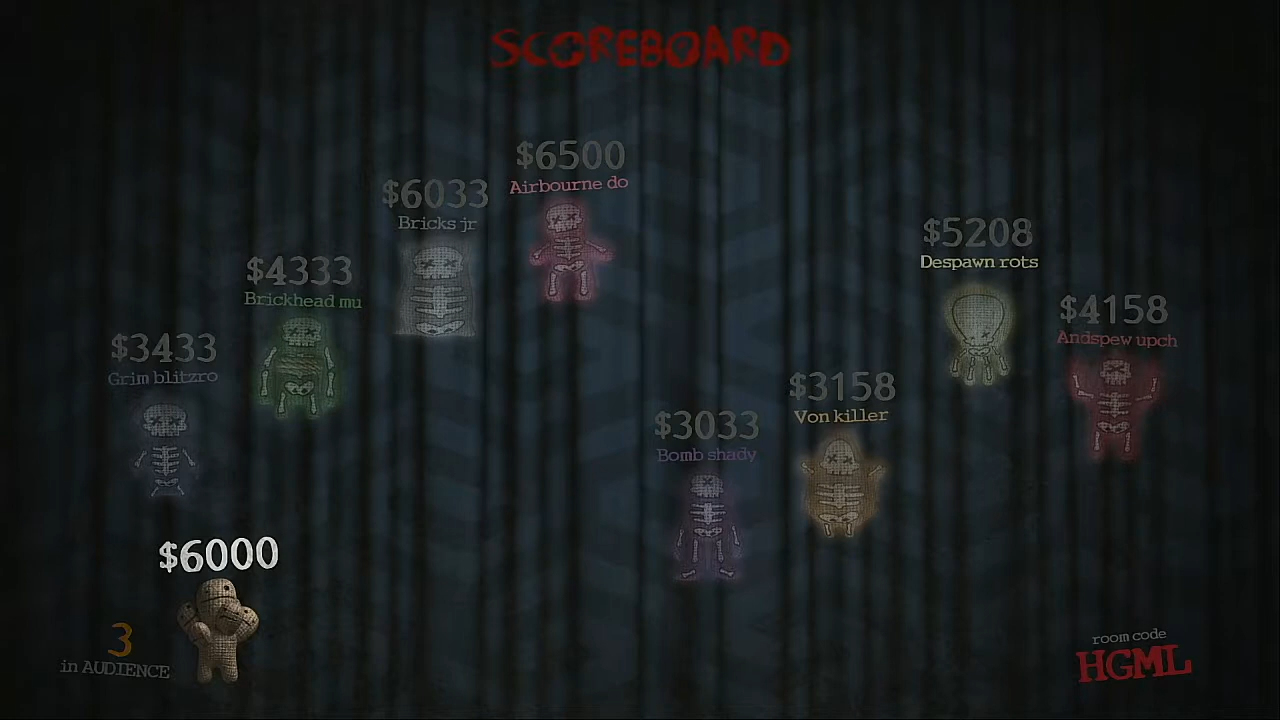 SCOREBOARD
$6500
Airbourne do
$6033
Bricks jr
$5208
Despawn rots
$4333
Brickhead mu
$4158
Andspew upch
$3433
Grim blitzro
$3158
Von killer
$3033
Bomb shady
$6000
3
in AUDIENCE
room code
HGML